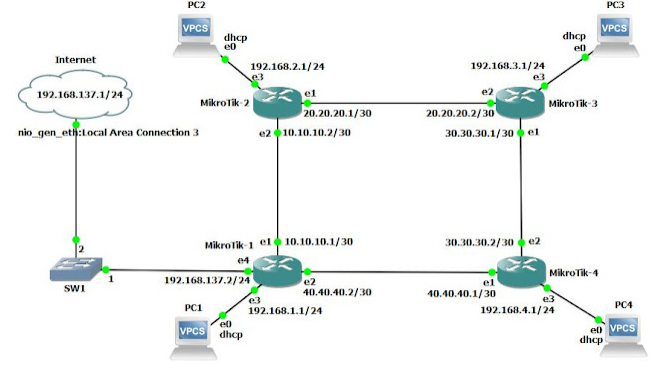 PC2
VPCS
dhcp
e0
PC3
VPCS
dhcp
e0
Internet
192.168.137.1/24
nio_gen_eth:Local Area Connection 3
192.168.2.1/24
e3
MikroTik-2
e1
20.20.20.1/30
e2
10.10.10.2/30
192.168.3.1/24
e3
e2
MikroTik-3
20.20.20.2/30
30.30.30.1/30
e1
2
SW1
1
MikroTik-1
e1
10.10.10.1/30
e4
192.168.137.2/24
e2
40.40.40.2/30
e3
192.168.1.1/24
30.30.30.2/30
e2
MikroTik-4
e1
40.40.40.1/30
e3
192.168.4.1/24
PC1
VPCS
e0
dhcp
PC4
VPCS
e0
dhcp